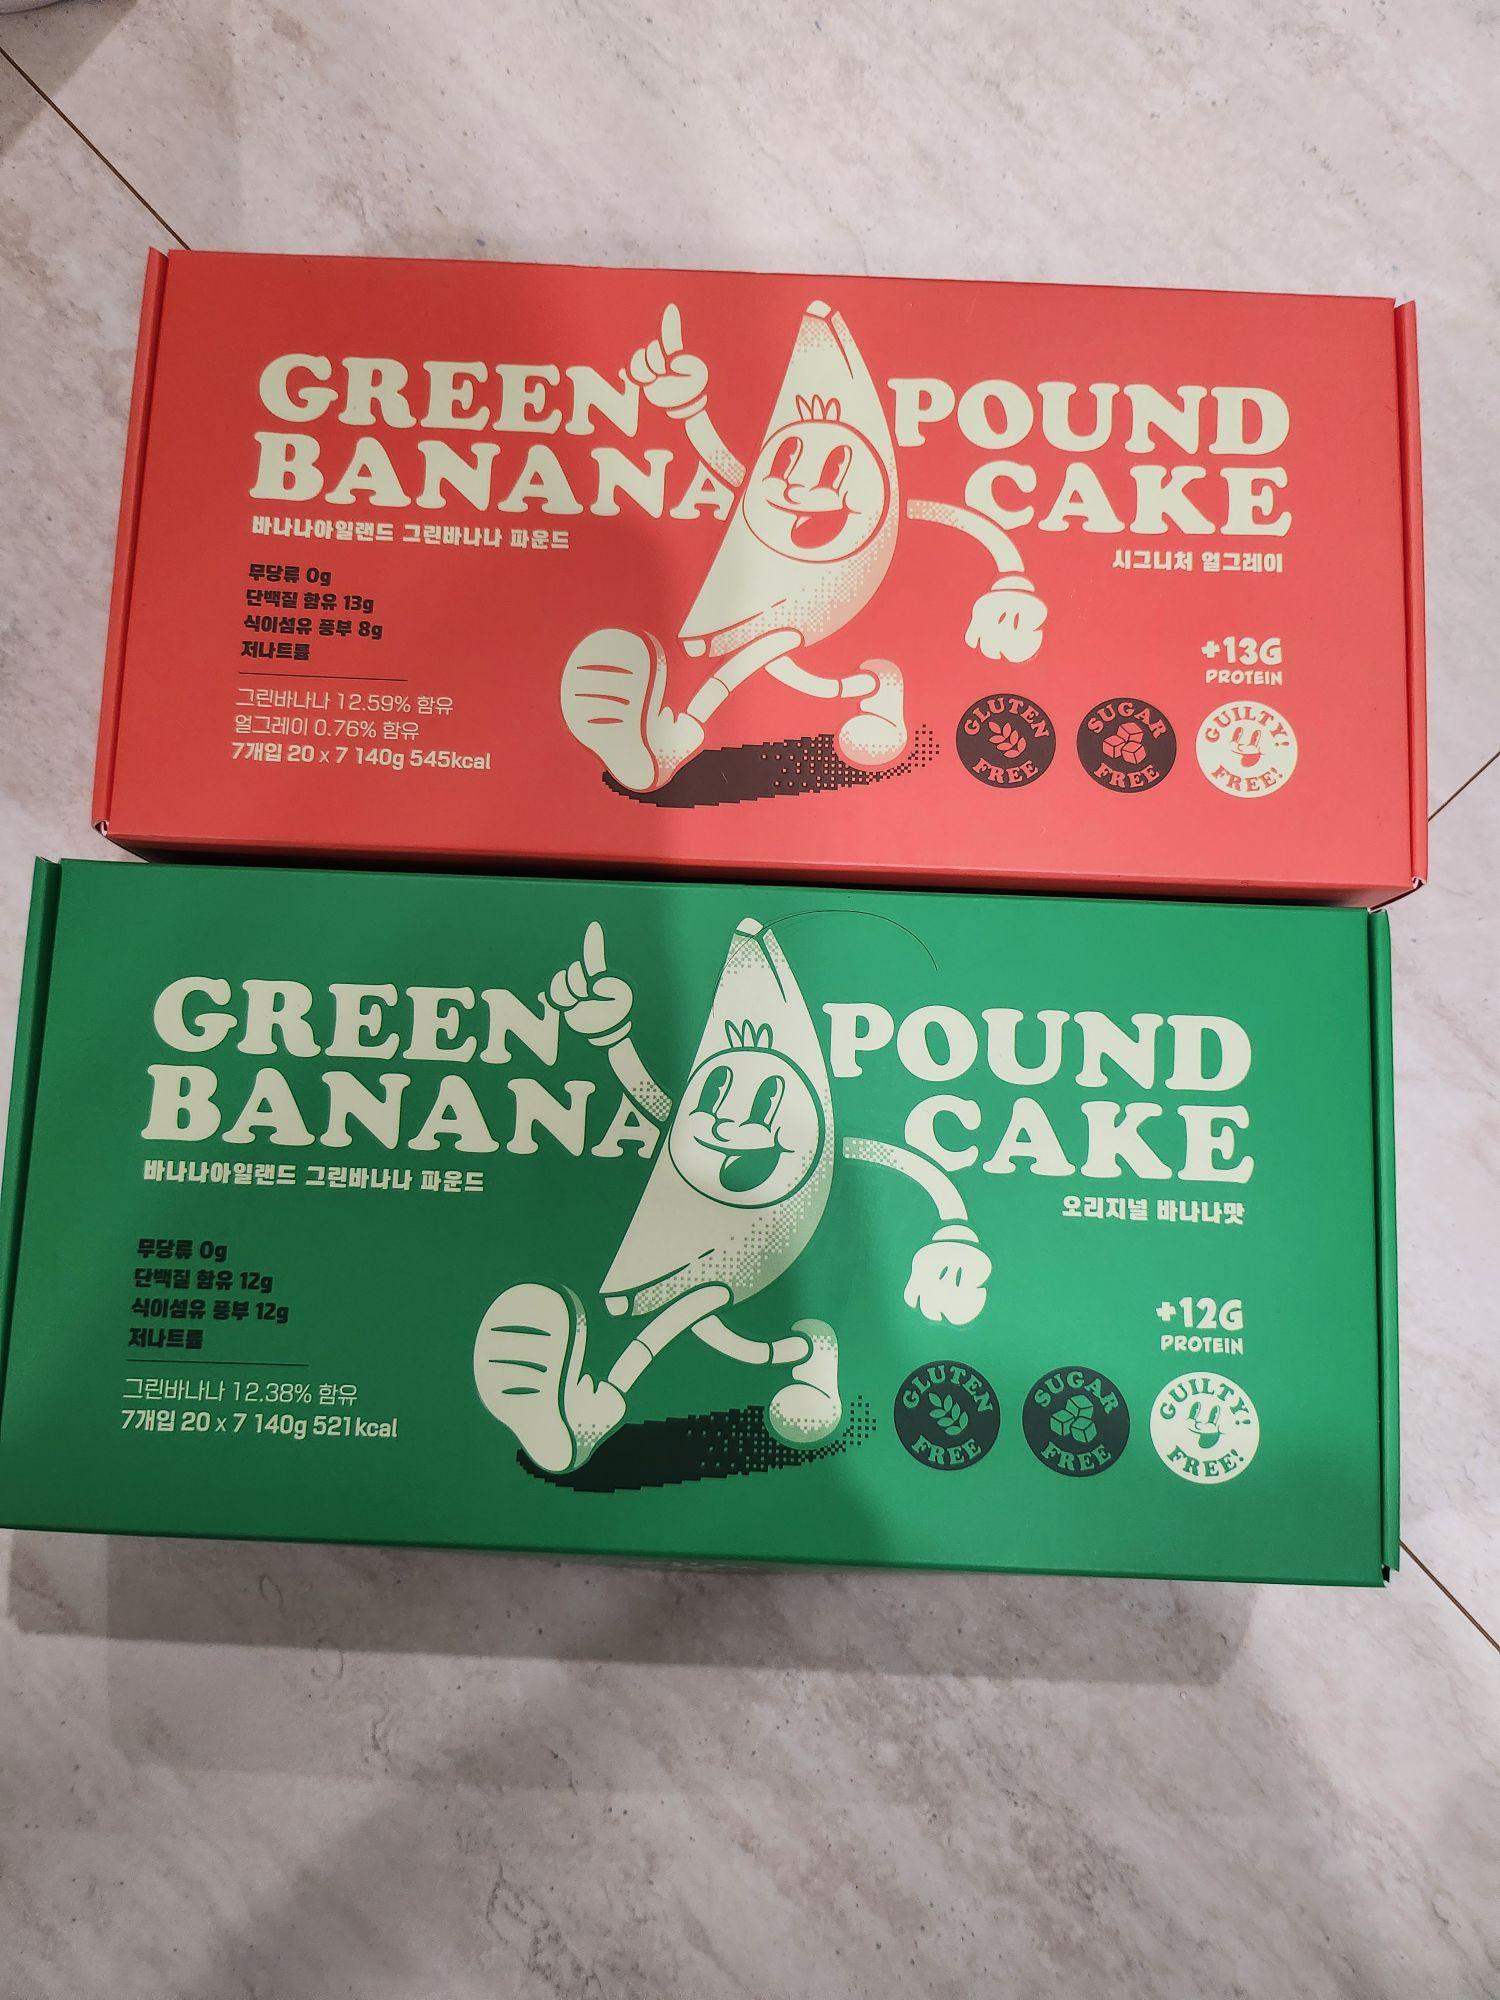 GREEN
BANANA
POUND
CAKE
바나나아일랜드 그린바나나 파운드
시그니처 얼그레이
무당류 0g
단백질 함유 13g
식이섬유 풍부 8g
저나트륨
그린바나나 12.59% 함유
얼그레이 0.76% 함유
7개입 20 x 7 140g 545kcal
+13G
PROTEIN
GLUTEN
FREE
SUGAR
FREE
GUILTY!
FREE!
GREEN
BANANA
POUND
CAKE
바나나아일랜드 그린바나나 파운드
오리지널 바나나맛
무당류 0g
단백질 함유 12g
식이섬유 풍부 12g
저나트륨
그린바나나 12.38% 함유
7개입 20 x 7 140g 521kcal
+12G
PROTEIN
GLUTEN
FREE
SUGAR
FREE
GUILTY!
FREE!